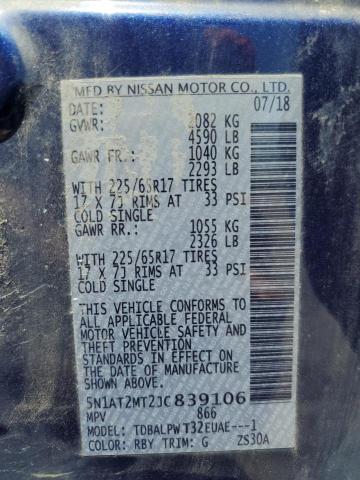 MFD BY NISSAN MOTOR CO., LTD.
DATE: 07/18
GVWR: 2082 KG
4590 LB
GAWR FR.: 1040 KG
2293 LB
WITH 225/65R17 TIRES
17 X 7J RIMS AT 33 PSI
COLD SINGLE
GAWR RR.: 1055 KG
2326 LB
WITH 225/65R17 TIRES
17 X 7J RIMS AT 33 PSI
COLD SINGLE
THIS VEHICLE CONFORMS TO
ALL APPLICABLE FEDERAL
MOTOR VEHICLE SAFETY AND
THEFT PREVENTION
STANDARDS IN EFFECT ON
THE DATE OF MANUFACTURE
SHOWN ABOVE.
5N1AT2MT2JC839106
MPV 866
MODEL: TDBALPWT32EUAE---1
COLOR: RBY TRIM: G ZS30A